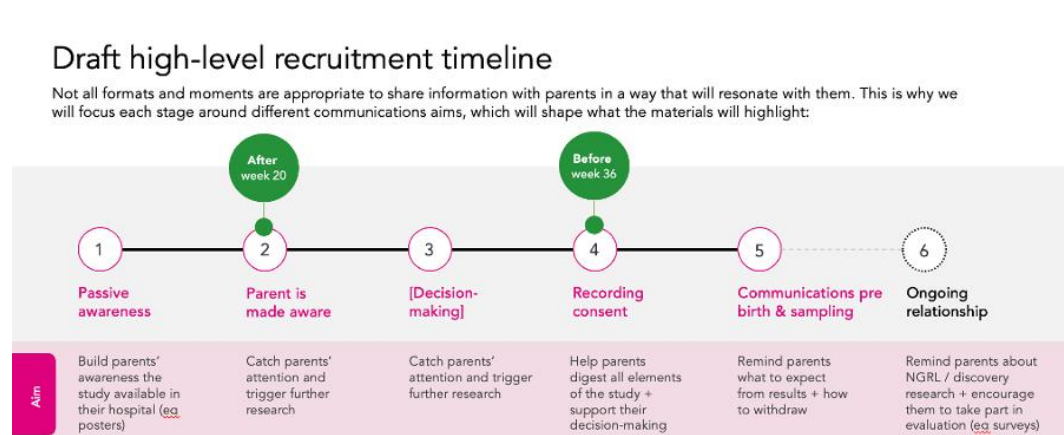 Draft high-level recruitment timeline
Not all formats and moments are appropriate to share information with parents in a way that will resonate with them. This is why we
will focus each stage around different communications aims, which will shape what the materials will highlight:
After
week 20
Before
week 36
1
2
3
4
5
6
Passive
awareness
Parent is
made aware
[Decision-
making]
Recording
consent
Communications pre
birth & sampling
Ongoing
relationship
Aim
Build parents'
awareness the
study available in
their hospital (eg
posters)
Catch parents'
attention and
trigger further
research
Catch parents'
attention and trigger
further research
Help parents
digest all elements
of the study +
support their
decision-making
Remind parents
what to expect
from results + how
to withdraw
Remind parents about
NGRL / discovery
research + encourage
them to take part in
evaluation (eg surveys)